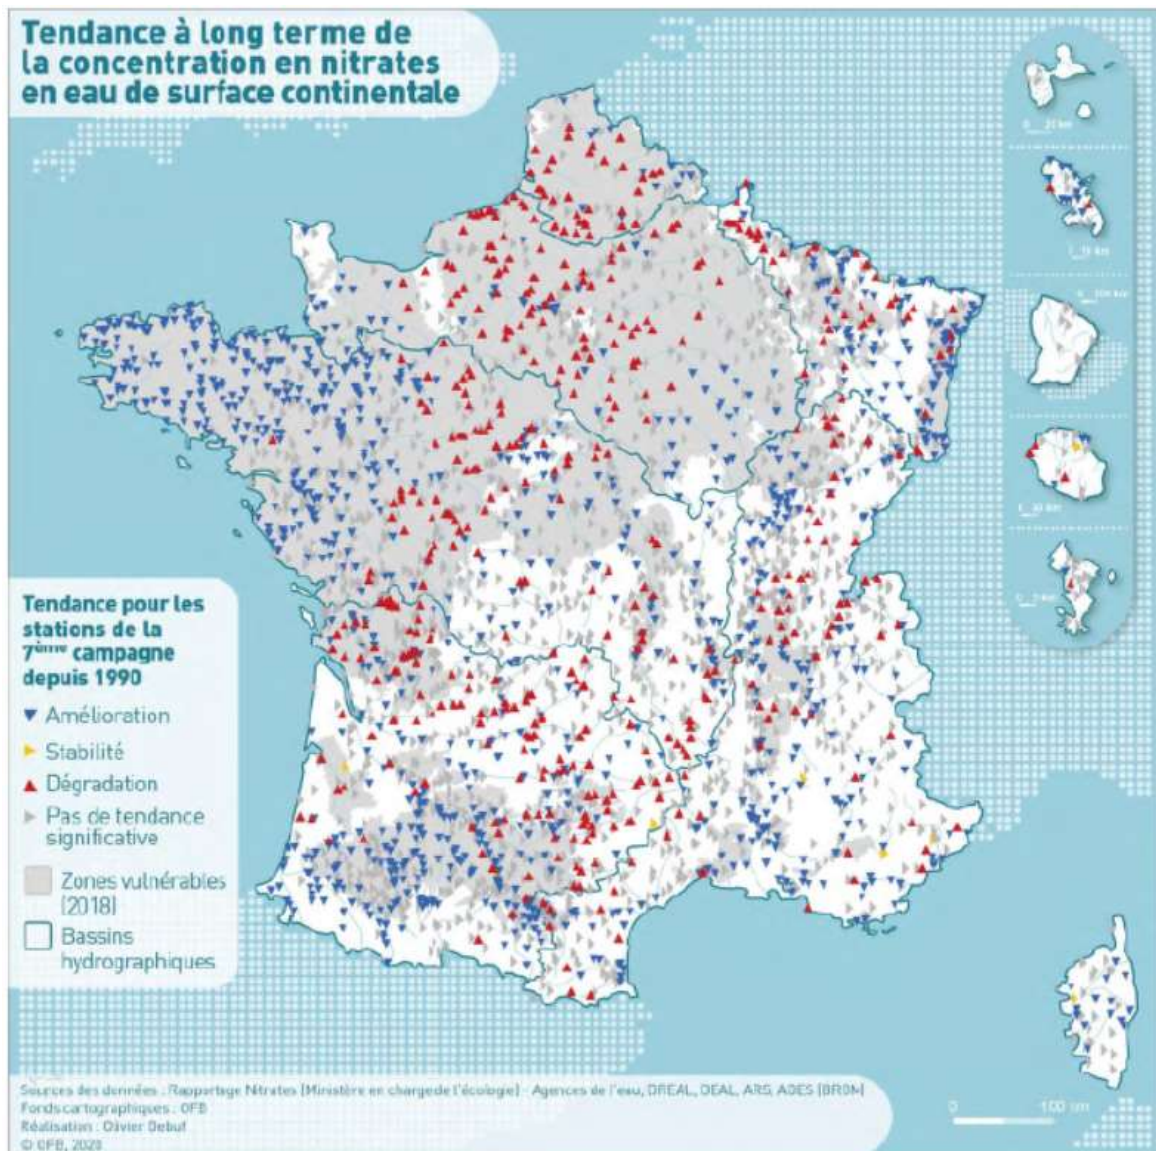 Tendance à long terme de
la concentration en nitrates
en eau de surface continentale
Tendance pour les
stations de la
7ème campagne
depuis 1990
Amélioration
Stabilité
Dégradation
Pas de tendance
significative
Zones vulnérables
(2018)
Bassins
hydrographiques
Sources des données : Rapportage Nitrates (Ministère en charge de l'écologie) - Agences de l'eau, DREAL, DEAL, ARS, ADES (BRGM)
Fonds cartographiques : OFB
Réalisation : Olivier Debuf
© OFB, 2020
0 100 km